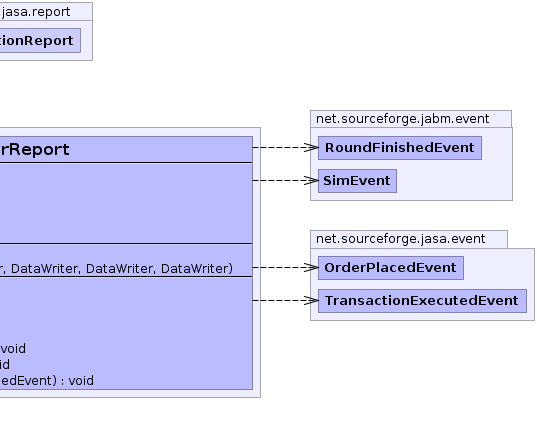 jasa.report
tionReport
net.sourceforge.jabm.event
rReport
RoundFinishedEvent
SimEvent
net.sourceforge.jasa.event
r, DataWriter, DataWriter, DataWriter)
OrderPlacedEvent
TransactionExecutedEvent
void
id
edEvent) : void